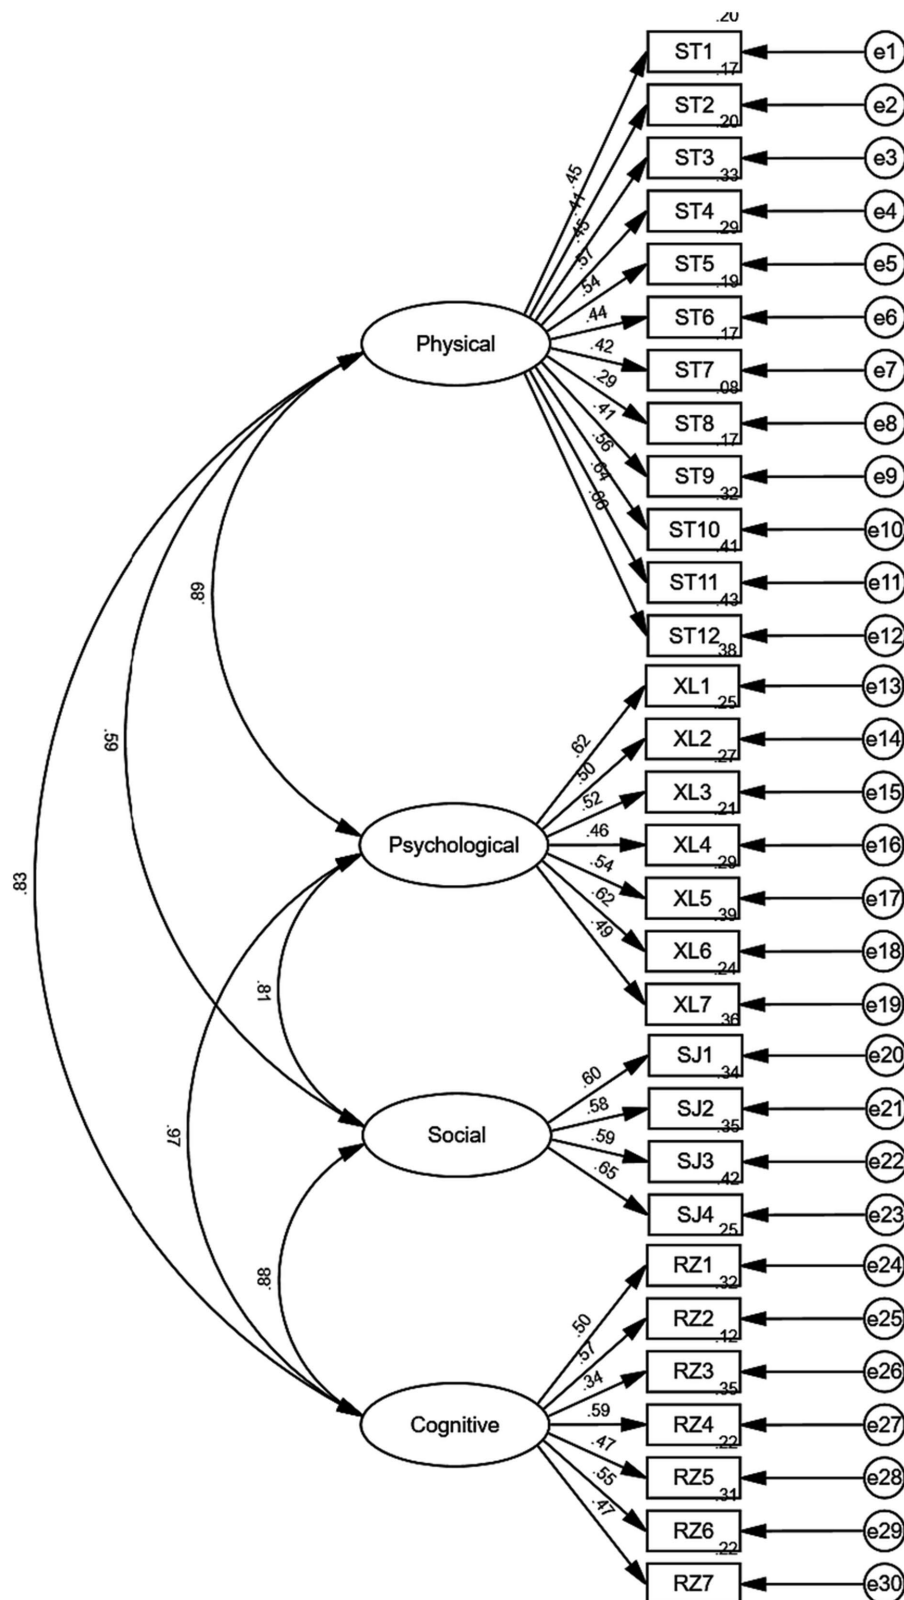 .20
ST1
e1
.17
ST2
e2
.20
ST3
e3
.33
ST4
e4
.29
ST5
e5
.19
ST6
e6
.17
ST7
e7
.08
ST8
e8
.17
ST9
e9
.32
ST10
e10
.41
ST11
e11
.43
ST12
e12
.45
.41
.45
.57
.54
.44
.42
.29
.41
.56
.64
.66
Physical
.68
.59
.83
.38
XL1
e13
.25
XL2
e14
.27
XL3
e15
.21
XL4
e16
.29
XL5
e17
.39
XL6
e18
.24
XL7
e19
.62
.50
.52
.46
.54
.62
.49
Psychological
.81
.97
.36
SJ1
e20
.34
SJ2
e21
.35
SJ3
e22
.42
SJ4
e23
.60
.58
.59
.65
Social
.88
.25
RZ1
e24
.32
RZ2
e25
.12
RZ3
e26
.35
RZ4
e27
.22
RZ5
e28
.31
RZ6
e29
.22
RZ7
e30
.50
.57
.34
.59
.47
.55
.47
Cognitive